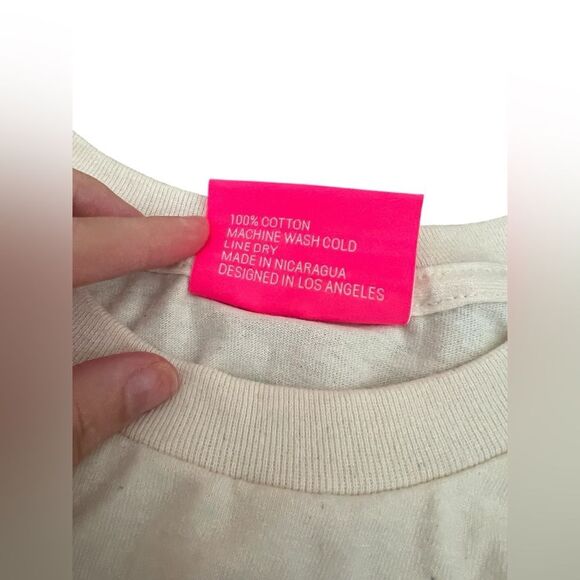 100% COTTON
MACHINE WASH COLD
LINE DRY
MADE IN NICARAGUA
DESIGNED IN LOS ANGELES